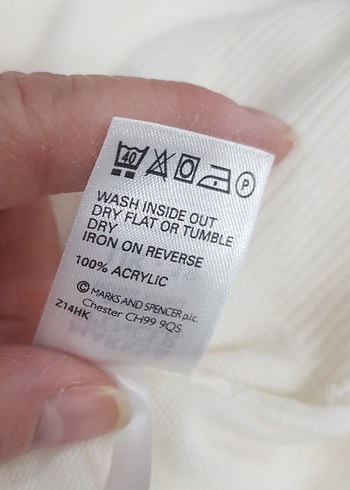 40 P
WASH INSIDE OUT
DRY FLAT OR TUMBLE
DRY
IRON ON REVERSE
100% ACRYLIC
© MARKS AND SPENCER p.l.c.
Chester CH99 9QS
Z14HK